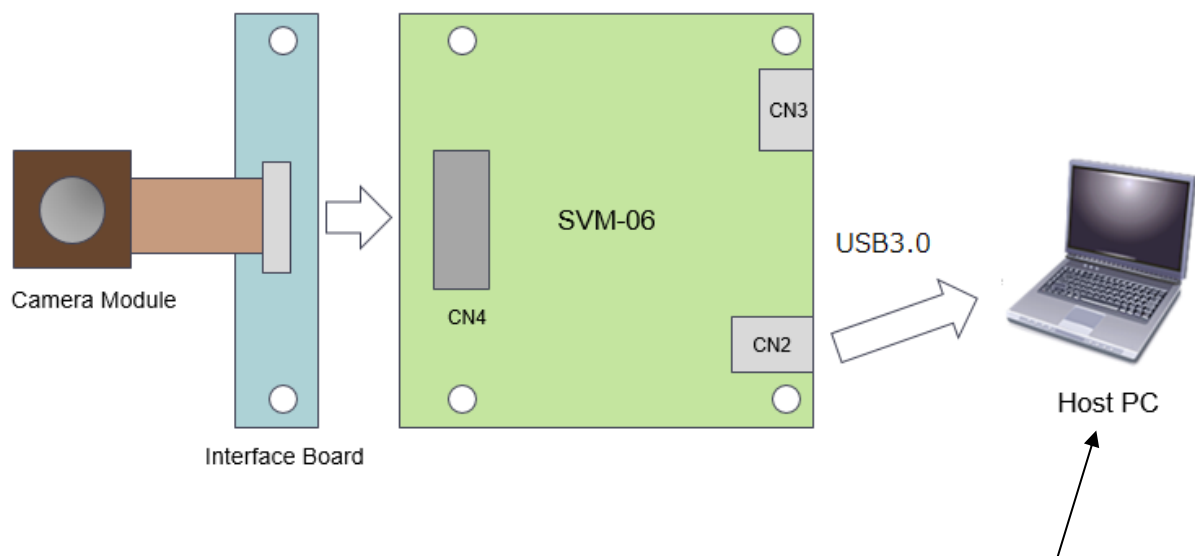 CN3
SVM-06
USB3.0
Camera Module
CN4
CN2
Host PC
Interface Board